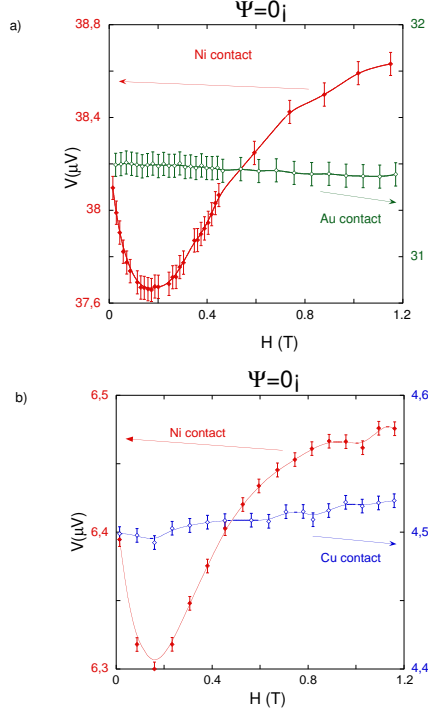 Ψ=0¡
a)
38,8
32
Ni contact
38,4
V(µV)
38
Au contact
31
37,6
30
0
0.4
0.8
1.2
H (T)
Ψ=0¡
b)
6,5
4,6
Ni contact
6,4
4,5
V(µV)
V(µV)
Cu contact
6,3
4,4
0
0.4
0.8
1.2
H (T)